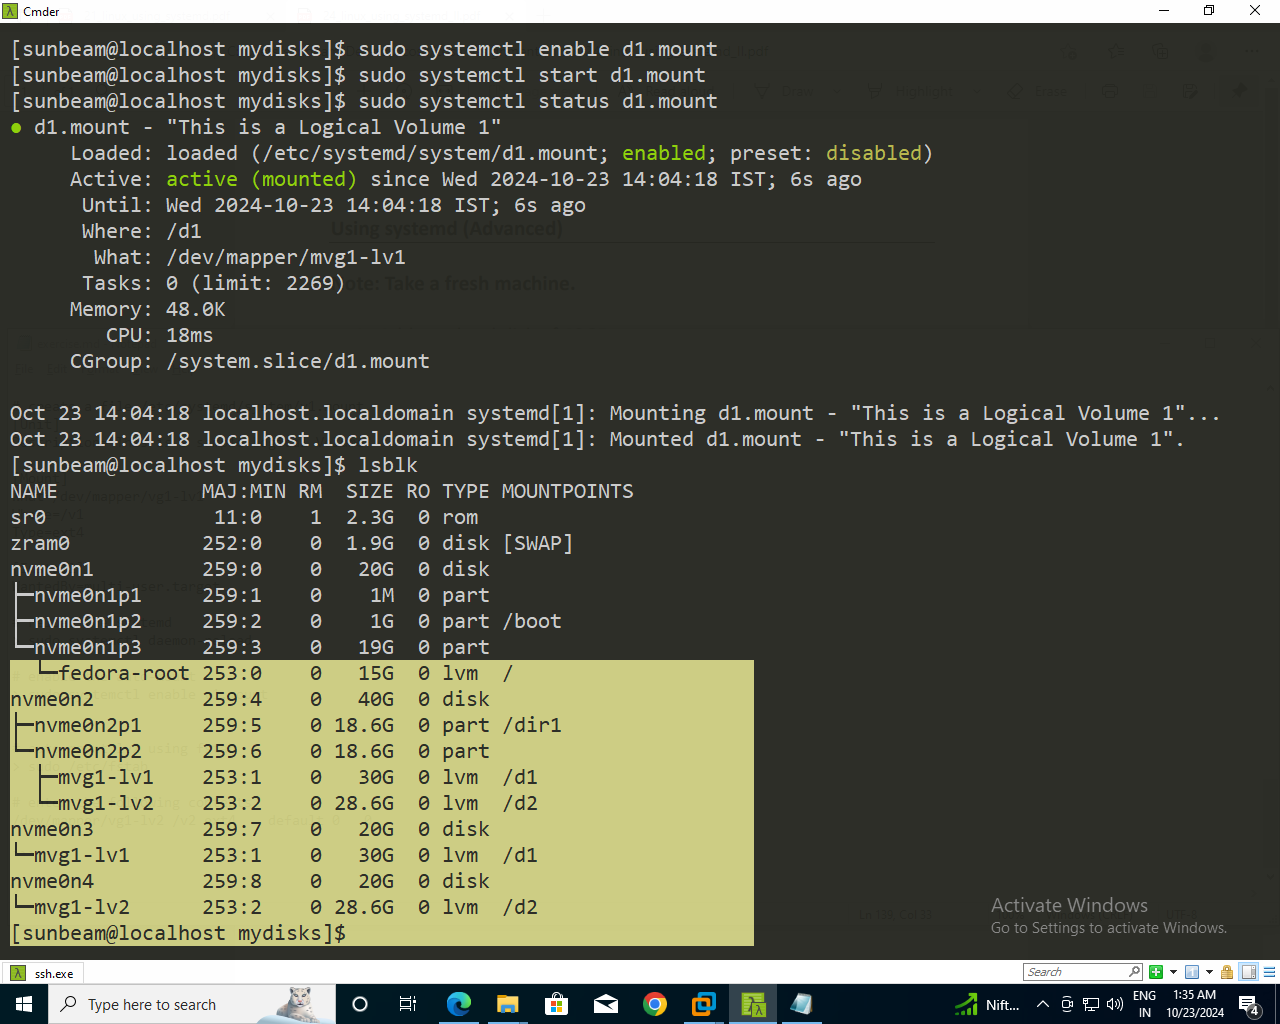 Cmder
[sunbeam@localhost mydisks]$ sudo systemctl enable d1.mount
[sunbeam@localhost mydisks]$ sudo systemctl start d1.mount
[sunbeam@localhost mydisks]$ sudo systemctl status d1.mount
● d1.mount - "This is a Logical Volume 1"
     Loaded: loaded (/etc/systemd/system/d1.mount; enabled; preset: disabled)
     Active: active (mounted) since Wed 2024-10-23 14:04:18 IST; 6s ago
      Until: Wed 2024-10-23 14:04:18 IST; 6s ago
      Where: /d1
Using systemd (Advanced)
       What: /dev/mapper/mvg1-lv1
      Tasks: 0 (limit: 2269)
ote: Take a fresh machine.
     Memory: 48.0K
        CPU: 18ms
     CGroup: /system.slice/d1.mount
Oct 23 14:04:18 localhost.localdomain systemd[1]: Mounting d1.mount - "This is a Logical Volume 1"...
Oct 23 14:04:18 localhost.localdomain systemd[1]: Mounted d1.mount - "This is a Logical Volume 1".
[sunbeam@localhost mydisks]$ lsblk
NAME            MAJ:MIN RM  SIZE RO TYPE MOUNTPOINTS
sr0              11:0    1  2.3G  0 rom
zram0           252:0    0  1.9G  0 disk [SWAP]
nvme0n1         259:0    0   20G  0 disk
├─nvme0n1p1     259:1    0    1M  0 part
├─nvme0n1p2     259:2    0    1G  0 part /boot
└─nvme0n1p3     259:3    0   19G  0 part
  └─fedora-root 253:0    0   15G  0 lvm  /
nvme0n2         259:4    0   40G  0 disk
├─nvme0n2p1     259:5    0 18.6G  0 part /dir1
└─nvme0n2p2     259:6    0 18.6G  0 part
  ├─mvg1-lv1    253:1    0   30G  0 lvm  /d1
  └─mvg1-lv2    253:2    0 28.6G  0 lvm  /d2
nvme0n3         259:7    0   20G  0 disk
└─mvg1-lv1      253:1    0   30G  0 lvm  /d1
nvme0n4         259:8    0   20G  0 disk
└─mvg1-lv2      253:2    0 28.6G  0 lvm  /d2
[sunbeam@localhost mydisks]$
Activate Windows
Go to Settings to activate Windows.
ssh.exe
Search
Type here to search
Nift...
ENG
IN
1:35 AM
10/23/2024
4